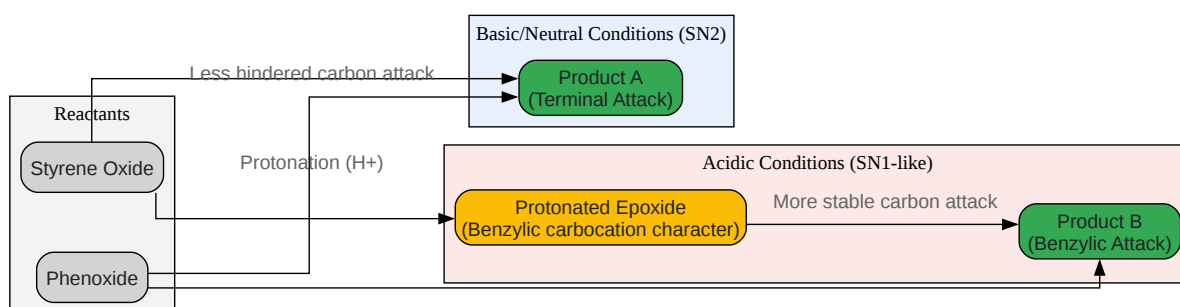 Basic/Neutral Conditions (SN2)
Less hindered carbon attack
Product A
(Terminal Attack)
Reactants
Styrene Oxide
Protonation (H+)
Acidic Conditions (SN1-like)
Protonated Epoxide
(Benzylic carbocation character)
More stable carbon attack
Product B
(Benzylic Attack)
Phenoxide